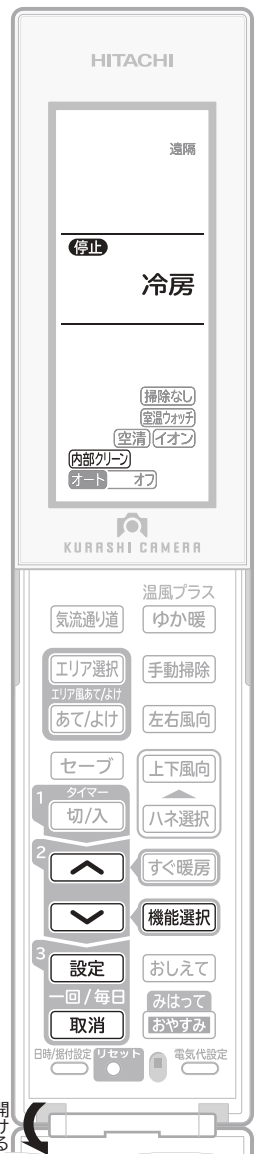 HITACHI
遠隔
停止
冷房
掃除なし
室温ウォッチ
空清 イオン
内部クリーン
オート オフ
KURASHI CAMERA
温風プラス
気流通り道 ゆか暖
エリア選択 手動掃除
エリア風あて/よけ
あて/よけ 左右風向
セーブ 上下風向
1 タイマー
切/入 ハネ選択
2
すぐ暖房
機能選択
3
設定 おしえて
一回/毎日 みはって
取消 おやすみ
日時/据付設定 リセット 電気代設定
開ける